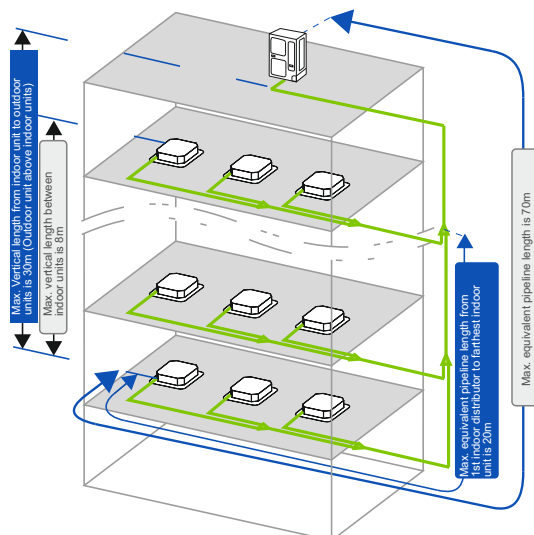 Max. Vertical length from indoor unit to outdoor
units is 30m (Outdoor unit above indoor units)
Max. vertical length between
indoor units is 8m
Max. equivalent pipeline length from
1st indoor distributor to farthest indoor
unit is 20m
Max. equivalent pipeline length is 70m